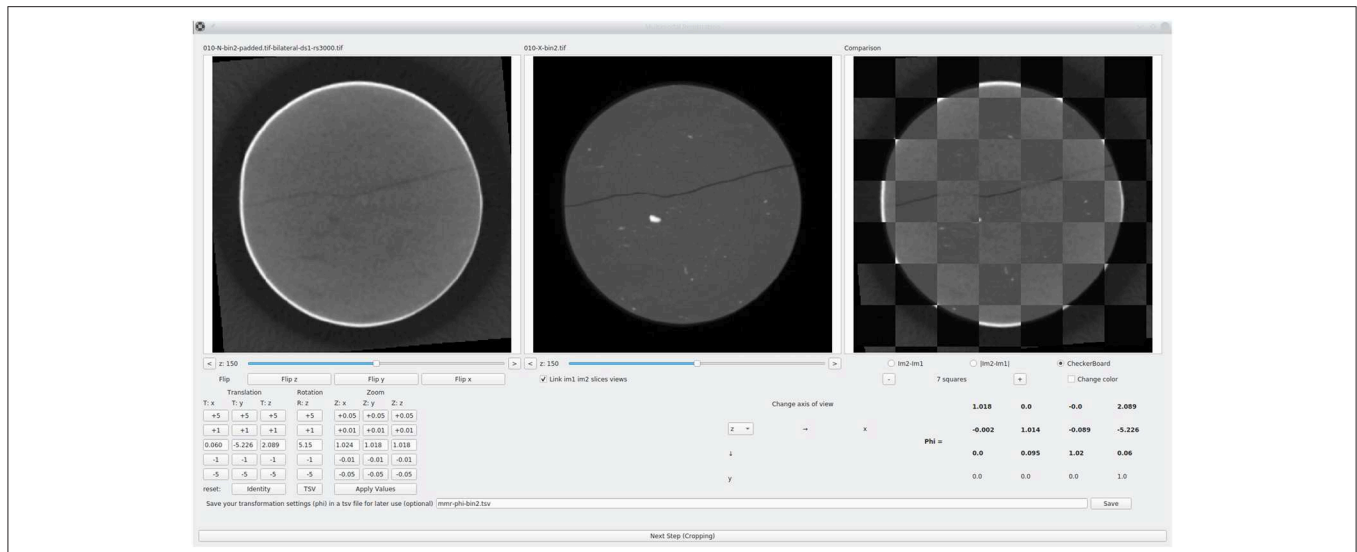 010-N-bin2-padded.tif-bilateral-ds1-rs3000.tif 010-X-bin2.tif Comparison
< z: 150 > < z: 150 > Im2-Im1 |Im2-Im1| CheckerBoard
Flip Flip z Flip y Flip x Link im1 im2 slices views - 7 squares + Change color
Translation Rotation Zoom
T: x T: y T: z R: z Z: x Z: y Z: z Change axis of view 1.018 0.0 -0.0 2.089
+5 +5 +5 +5 +0.05 +0.05 +0.05
+1 +1 +1 +1 +0.01 +0.01 +0.01 z → x -0.002 1.014 -0.089 -5.226
0.060 -5.226 2.089 5.15 1.024 1.018 1.018 Phi =
-1 -1 -1 -1 -0.01 -0.01 -0.01 ↓ 0.0 0.095 1.02 0.06
-5 -5 -5 -5 -0.05 -0.05 -0.05 y 0.0 0.0 0.0 1.0
reset: Identity TSV Apply Values
Save your transformation settings (phi) in a tsv file for later use (optional) mmr-phi-bin2.tsv Save
Next Step (Cropping)